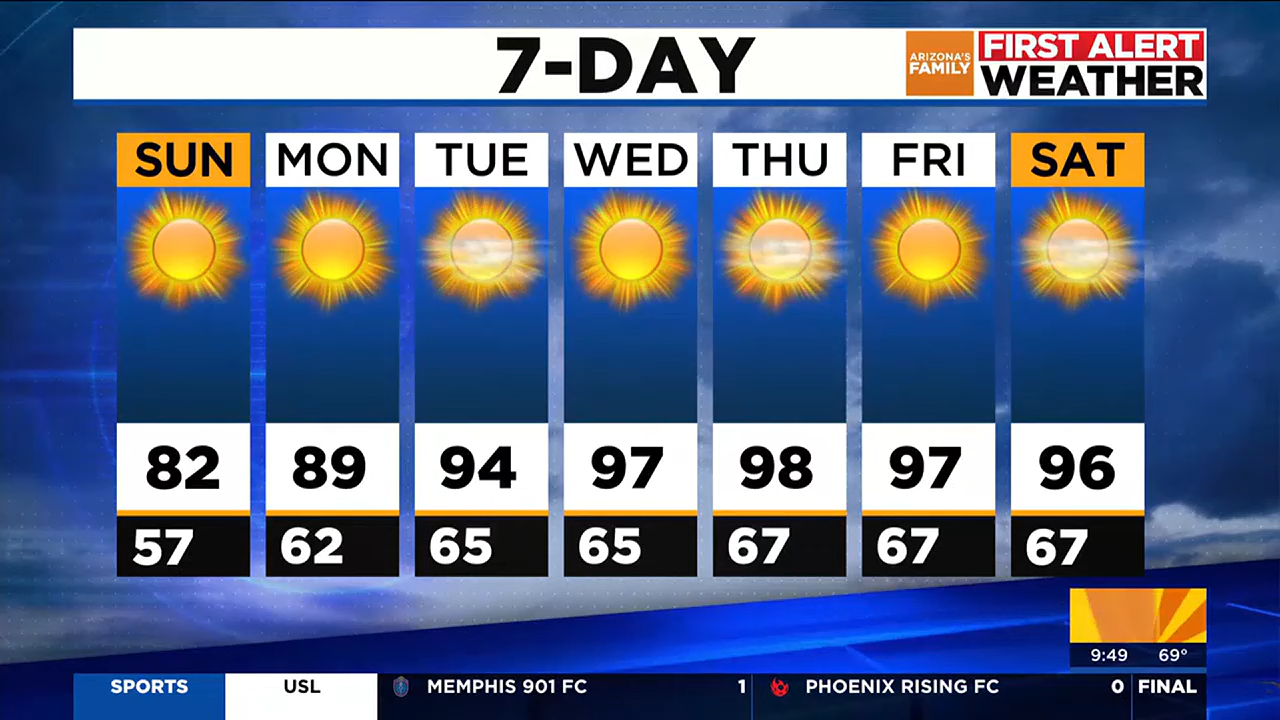 7-DAY
ARIZONA'S
FAMILY
FIRST ALERT
WEATHER
SUN MON TUE WED THU FRI SAT
82 89 94 97 98 97 96
57 62 65 65 67 67 67
9:49 69°
SPORTS USL MEMPHIS 901 FC 1 PHOENIX RISING FC 0 FINAL